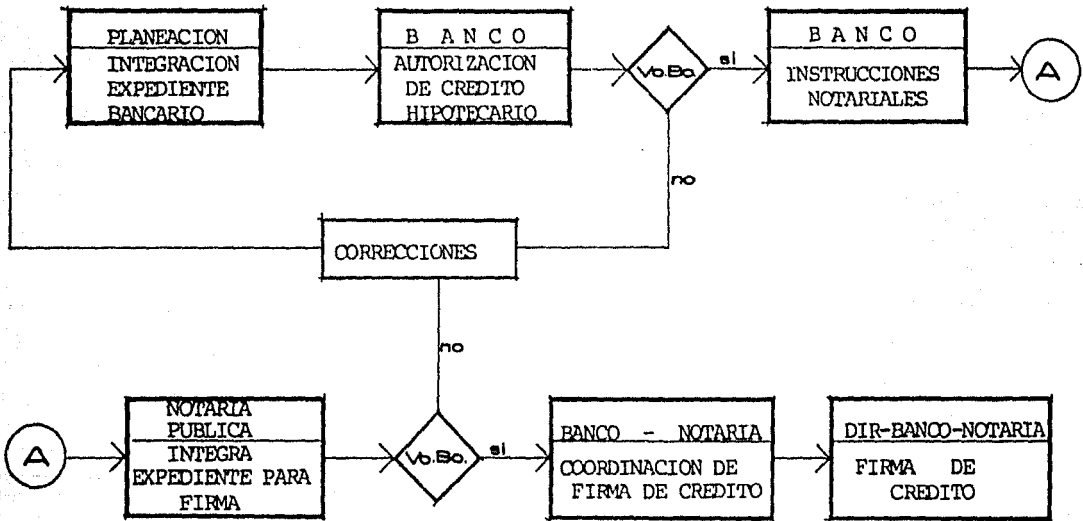 PLANEACION
INTEGRACION
EXPEDIENTE
BANCARIO
B A N C O
AUTORIZACION
DE CREDITO
HIPOTECARIO
Vo.Bo.
si
B A N C O
INSTRUCCIONES
NOTARIALES
A
no
CORRECCIONES
no
A
NOTARIA
PUBLICA
INTEGRA
EXPEDIENTE PARA
FIRMA
Vo.Bo.
si
BANCO - NOTARIA
COORDINACION DE
FIRMA DE CREDITO
DIR-BANCO-NOTARIA
FIRMA DE
CREDITO